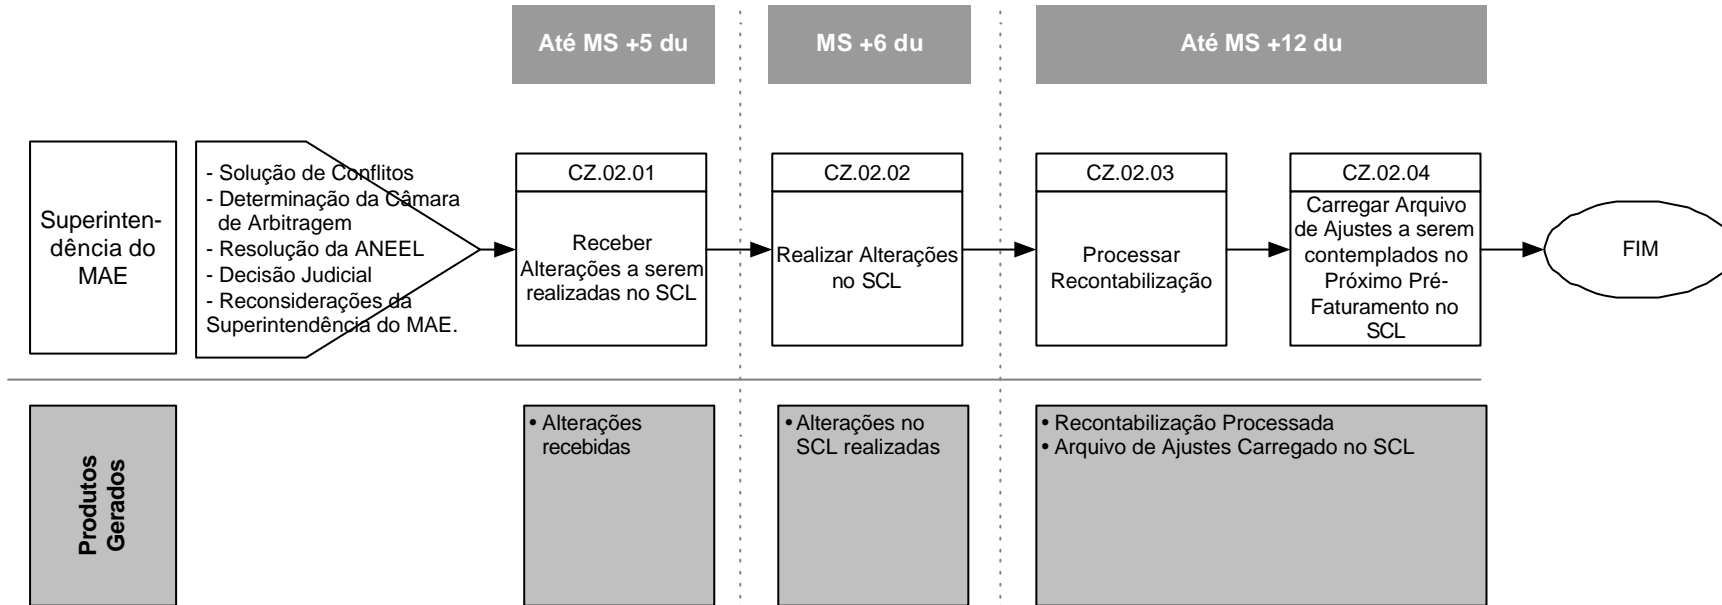 Até MS +5 du
MS +6 du
Até MS +12 du
Superinten-
dência do
MAE
- Solução de Conflitos
- Determinação da Câmara
de Arbitragem
- Resolução da ANEEL
- Decisão Judicial
- Reconsiderações da
Superintendência do MAE.
CZ.02.01
Receber
Alterações a serem
realizadas no SCL
CZ.02.02
Realizar Alterações
no SCL
CZ.02.03
Processar
Recontabilização
CZ.02.04
Carregar Arquivo
de Ajustes a serem
contemplados no
Próximo Pré-
Faturamento no
SCL
FIM
Produtos
Gerados
• Alterações
recebidas
• Alterações no
SCL realizadas
• Recontabilização Processada
• Arquivo de Ajustes Carregado no SCL